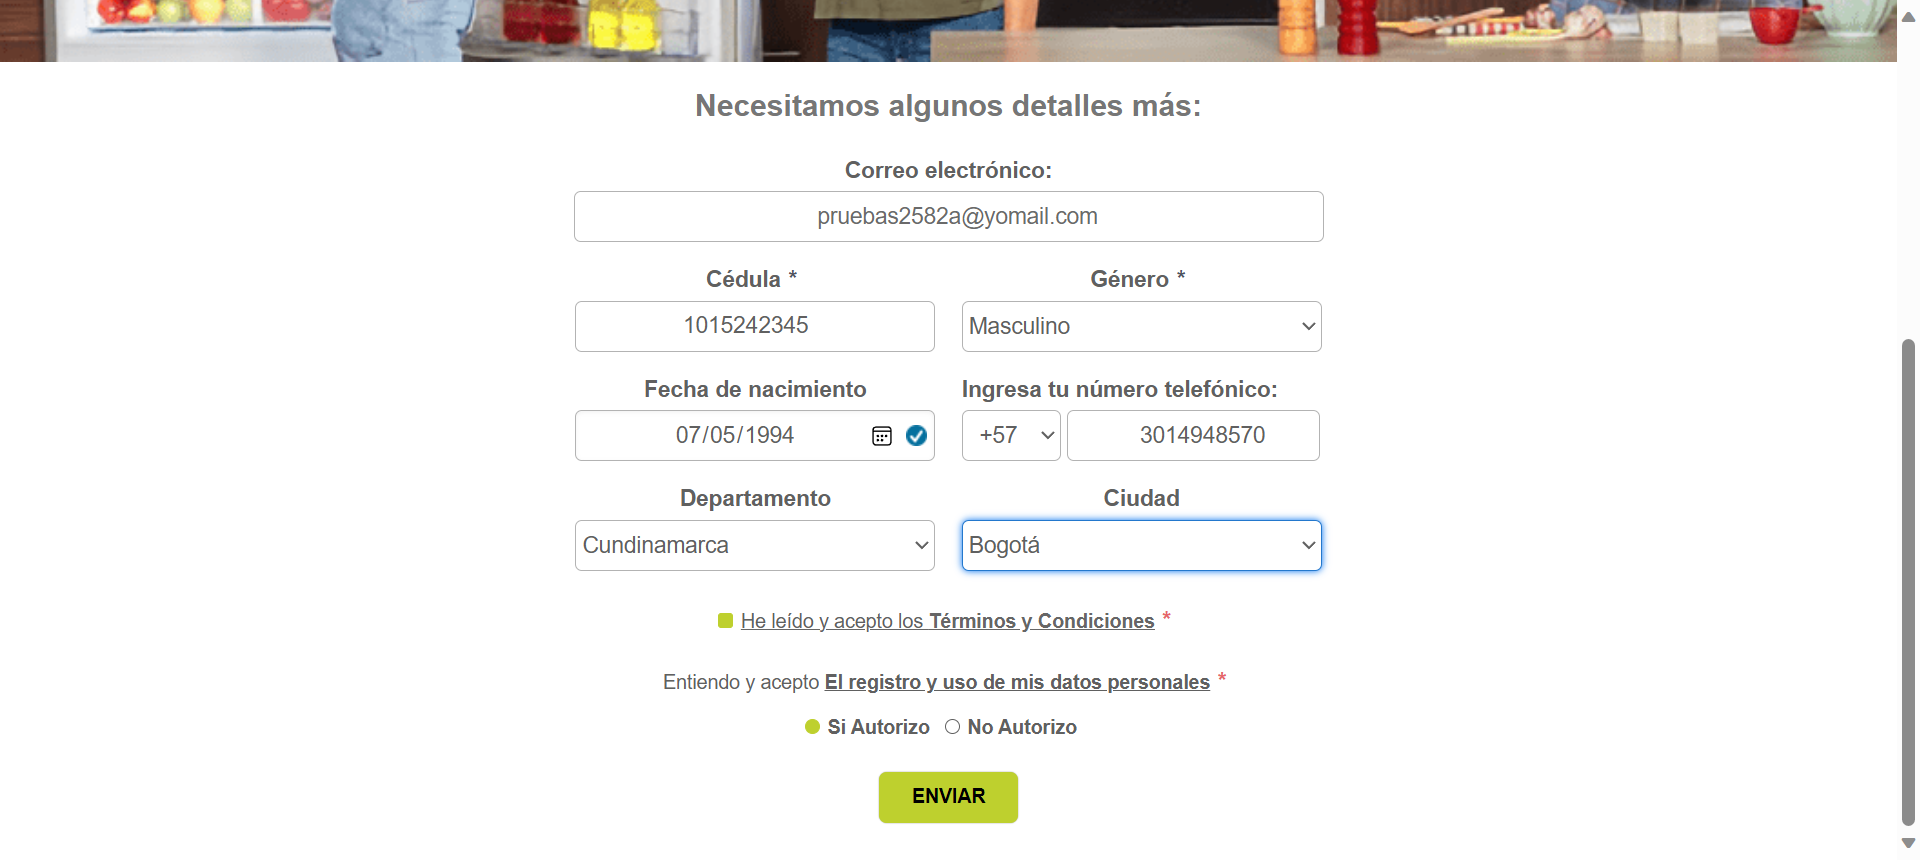 Necesitamos algunos detalles más:
Correo electrónico:
pruebas2582a@yomail.com
Cédula * Género *
1015242345 Masculino
Fecha de nacimiento Ingresa tu número telefónico:
07/05/1994 +57 3014948570
Departamento Ciudad
Cundinamarca Bogotá
He leído y acepto los Términos y Condiciones *
Entiendo y acepto El registro y uso de mis datos personales *
Si Autorizo No Autorizo
ENVIAR